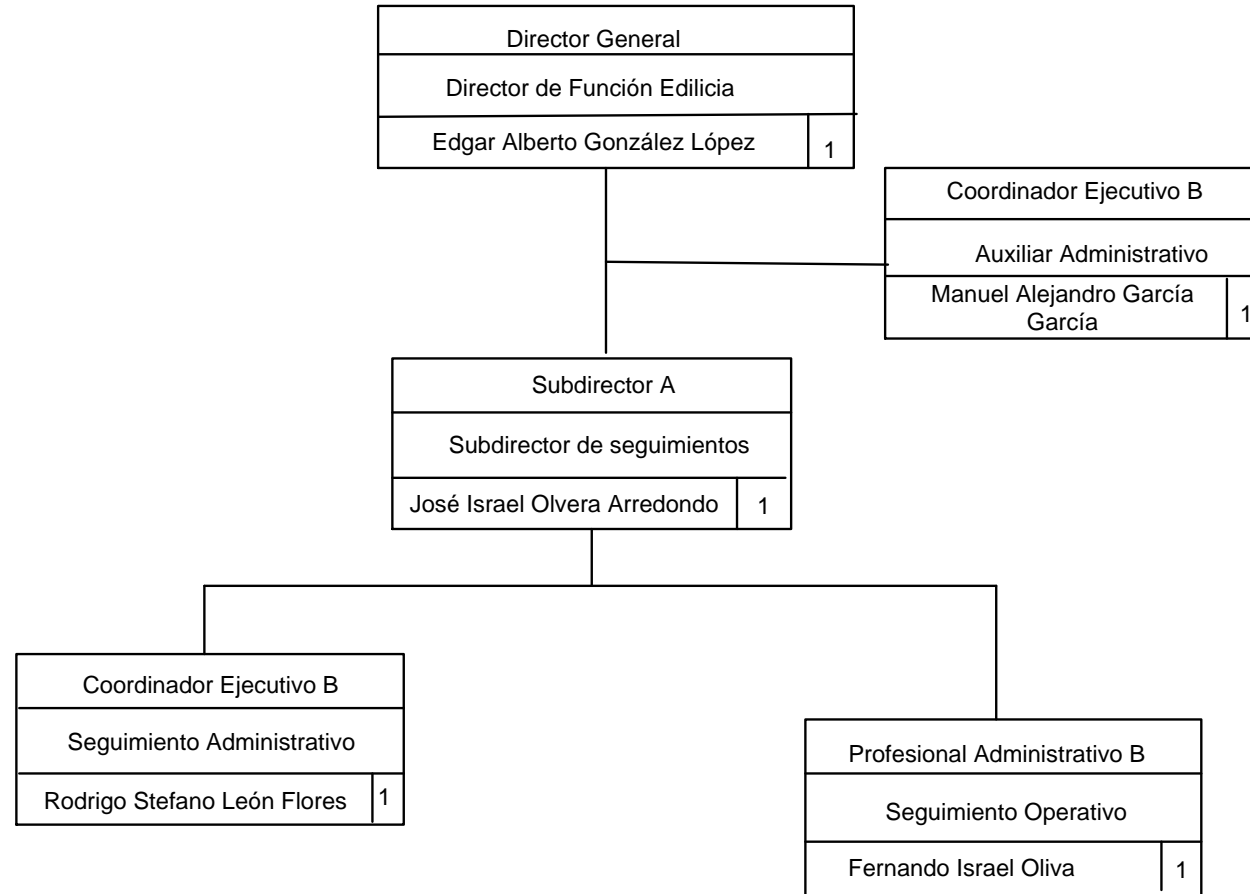 Director General
Director de Función Edilicia
Edgar Alberto González López
1
Coordinador Ejecutivo B
Auxiliar Administrativo
Manuel Alejandro García
García
1
Subdirector A
Subdirector de seguimientos
José Israel Olvera Arredondo
1
Coordinador Ejecutivo B
Seguimiento Administrativo
Rodrigo Stefano León Flores
1
Profesional Administrativo B
Seguimiento Operativo
Fernando Israel Oliva
1